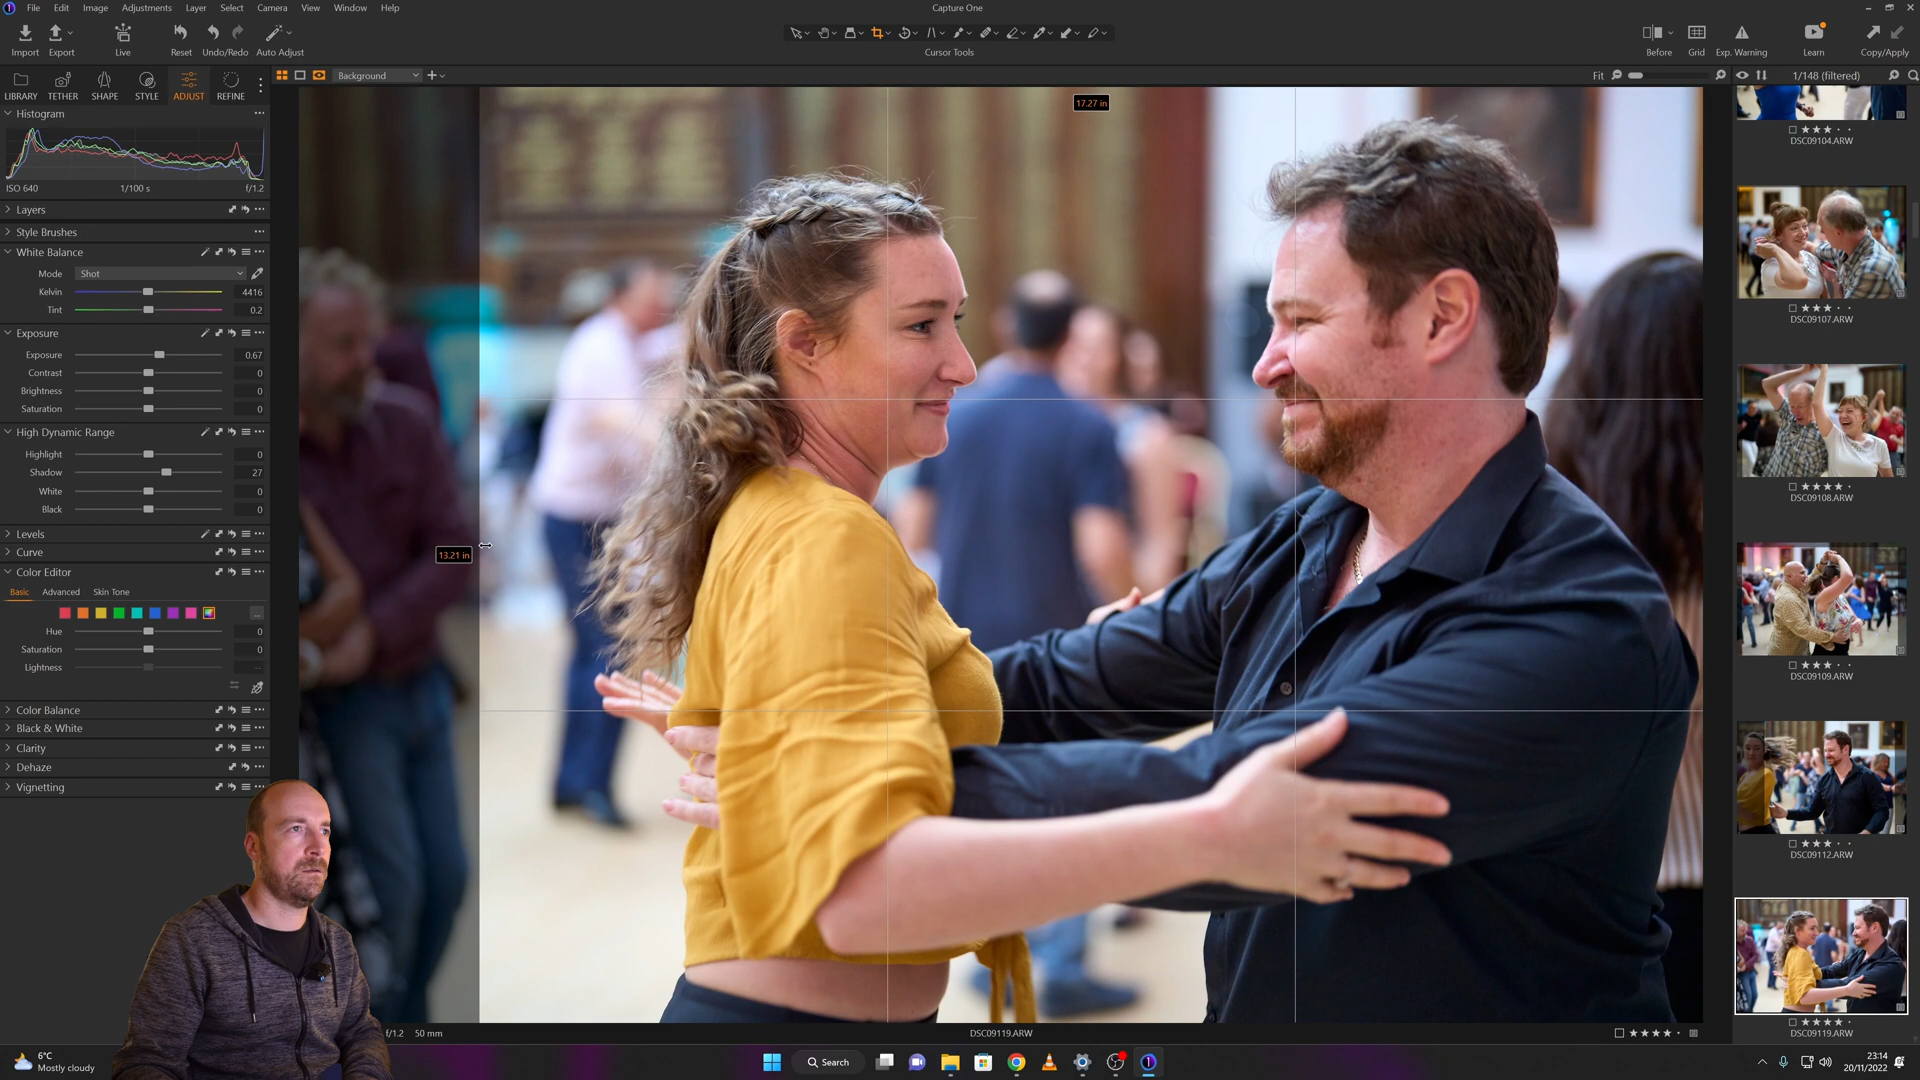 File Edit Image Adjustments Layer Select Camera View Window Help
Capture One
Import Export Live Reset Undo/Redo Auto Adjust
Cursor Tools
Before Grid Exp. Warning Learn Copy/Apply
LIBRARY TETHER SHAPE STYLE ADJUST REFINE
Background
Fit
1/148 (filtered)
Histogram
ISO 640 1/100 s f/1.2
Layers
Style Brushes
White Balance
Mode Shot
Kelvin 4416
Tint 0.2
Exposure
Exposure 0.67
Contrast 0
Brightness 0
Saturation 0
High Dynamic Range
Highlight 0
Shadow 27
White 0
Black 0
Levels
Curve
Color Editor
Basic Advanced Skin Tone
Hue 0
Saturation 0
Lightness --
Color Balance
Black & White
Clarity
Dehaze
Vignetting
17.27 in
13.21 in
f/1.2 50 mm
DSC09119.ARW
DSC09104.ARW
DSC09107.ARW
DSC09108.ARW
DSC09109.ARW
DSC09112.ARW
DSC09119.ARW
6°C
Mostly cloudy
Search
23:14
20/11/2022